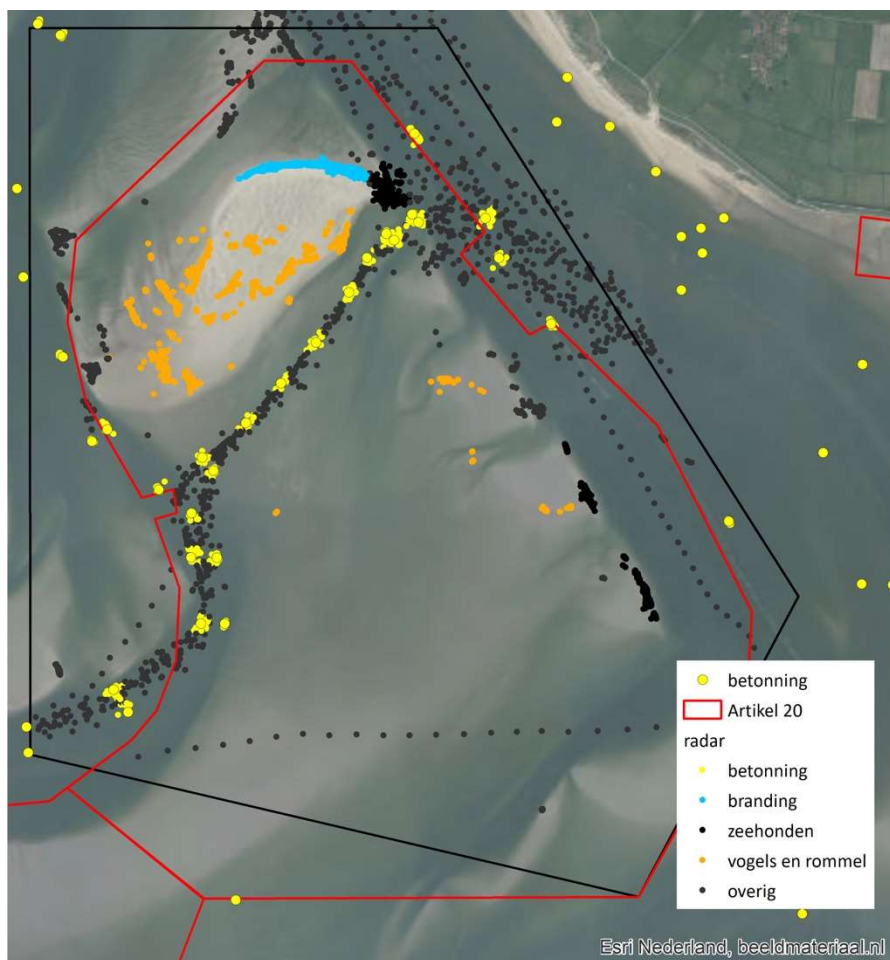 betonning
Artikel 20
radar
betonning
branding
zeehonden
vogels en rommel
overig
Esri Nederland, beeldmateriaal.nl